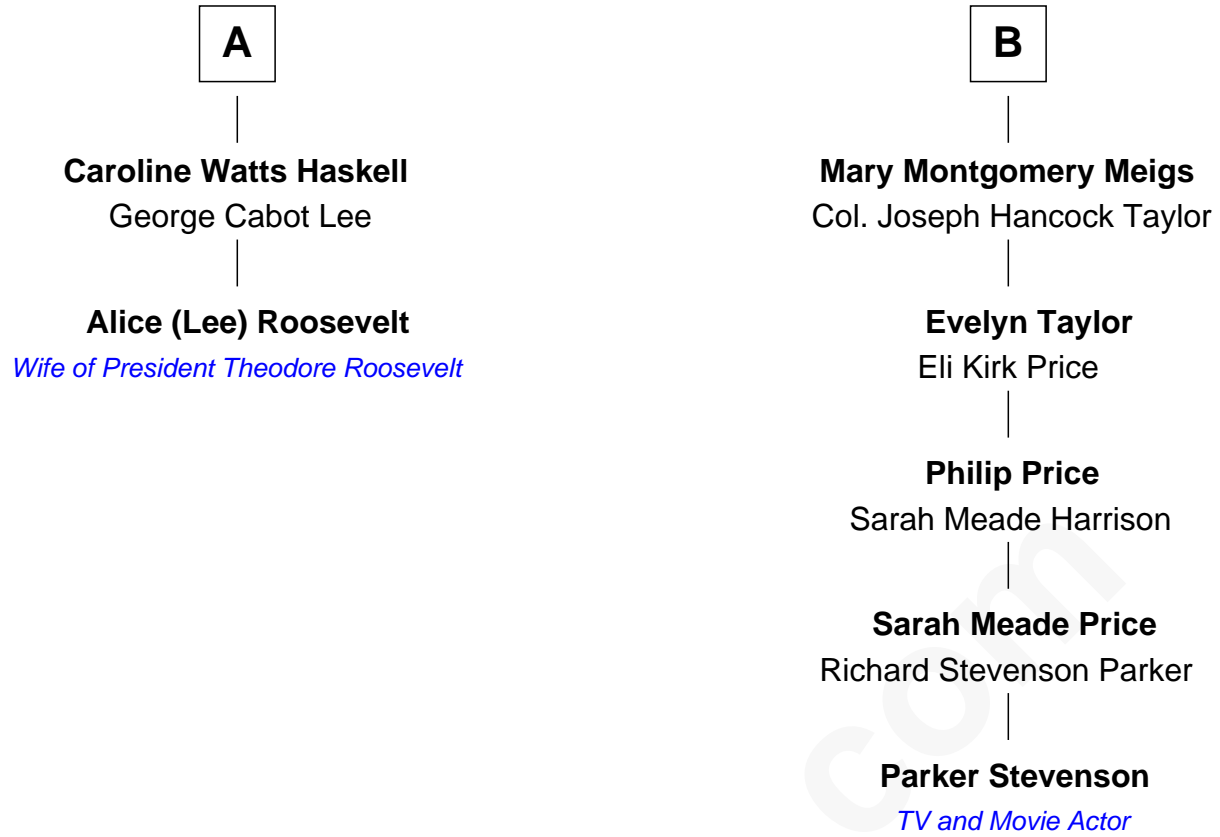 A
Caroline Watts Haskell
George Cabot Lee
Alice (Lee) Roosevelt
Wife of President Theodore Roosevelt
B
Mary Montgomery Meigs
Col. Joseph Hancock Taylor
Evelyn Taylor
Eli Kirk Price
Philip Price
Sarah Meade Harrison
Sarah Meade Price
Richard Stevenson Parker
Parker Stevenson
TV and Movie Actor
com